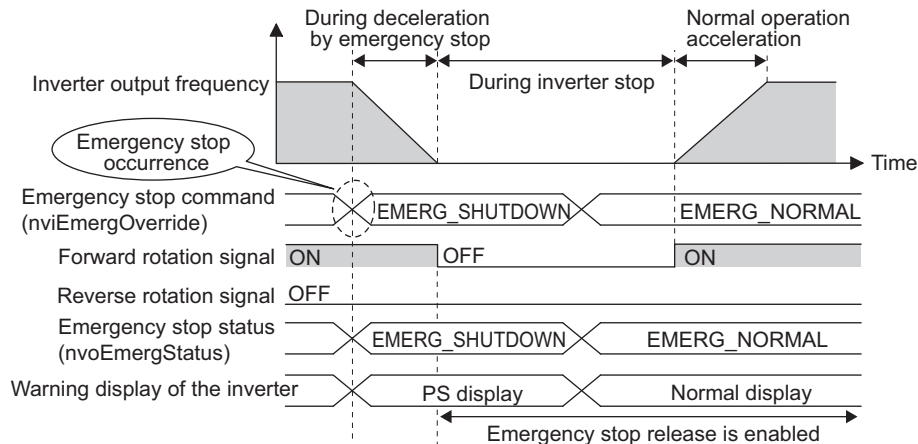 During deceleration
by emergency stop
Normal operation
acceleration
Inverter output frequency
During inverter stop
Emergency stop
occurrence
Time
Emergency stop command
(nviEmergOverride)
EMERG_SHUTDOWN
EMERG_NORMAL
Forward rotation signal
ON
OFF
ON
Reverse rotation signal
OFF
Emergency stop status
(nvoEmergStatus)
EMERG_SHUTDOWN
EMERG_NORMAL
Warning display of the inverter
PS display
Normal display
Emergency stop release is enabled